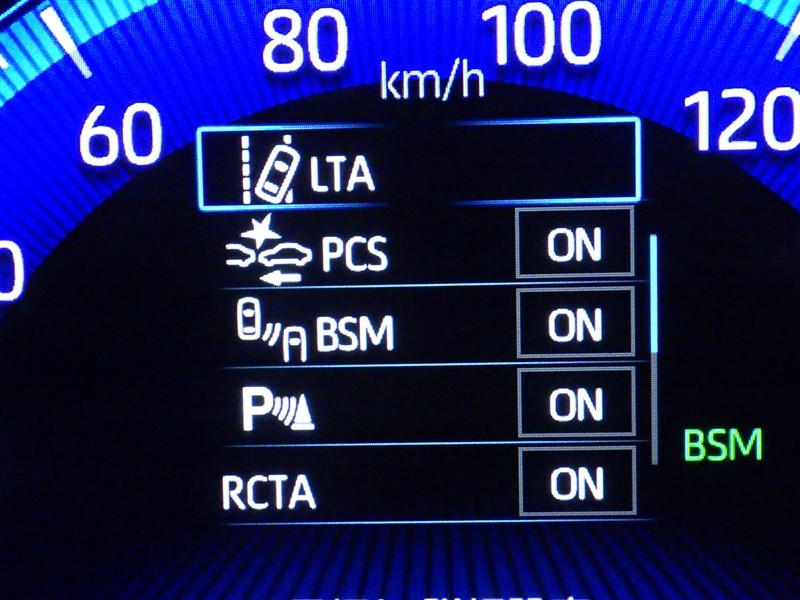 80
100
km/h
60
120
LTA
PCS ON
BSM ON
P ON
BSM
RCTA ON